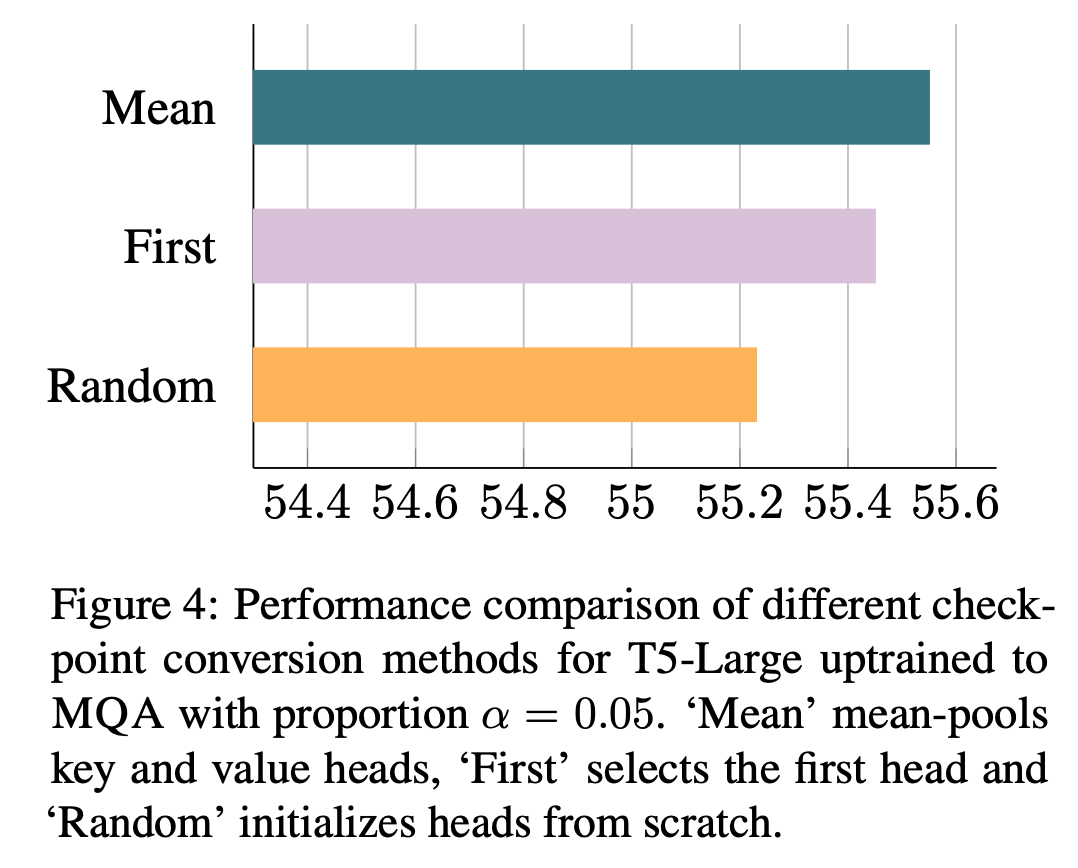 Mean
First
Random
54.4 54.6 54.8 55 55.2 55.4 55.6
Figure 4: Performance comparison of different check-
point conversion methods for T5-Large uptrained to
MQA with proportion α = 0.05. ‘Mean’ mean-pools
key and value heads, ‘First’ selects the first head and
‘Random’ initializes heads from scratch.